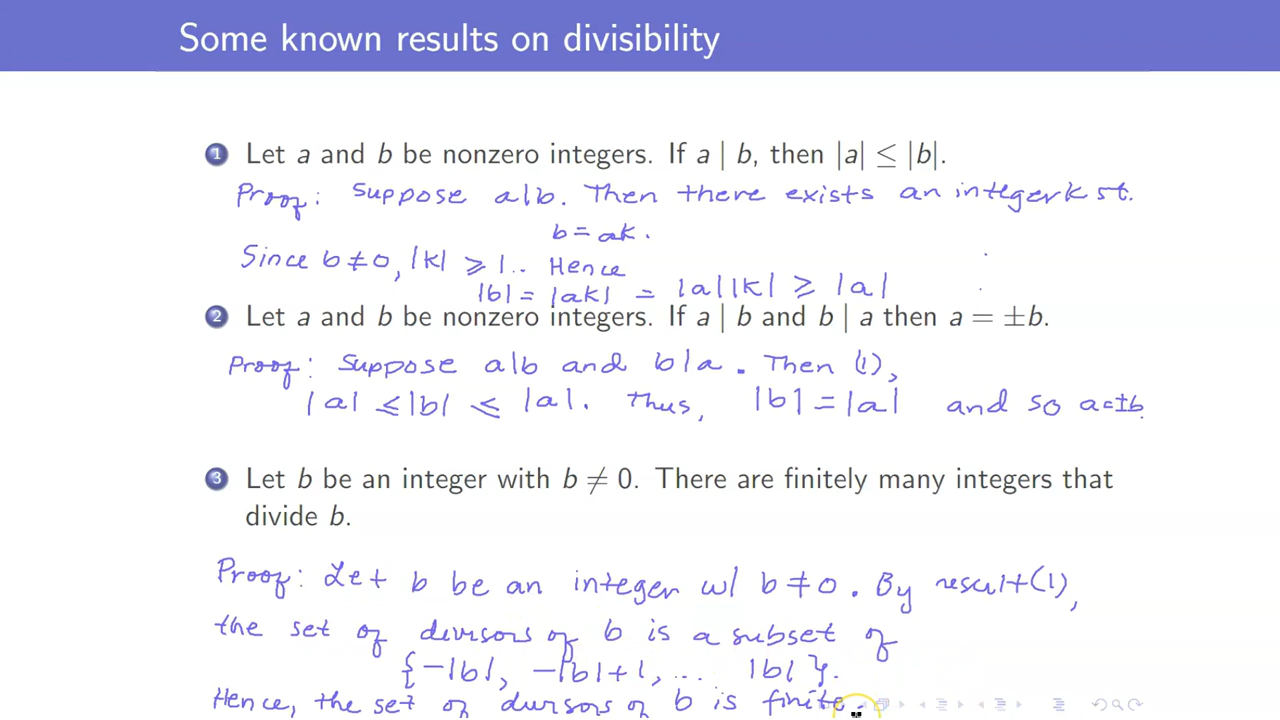 Some known results on divisibility
1 Let a and b be nonzero integers. If a | b, then |a| ≤ |b|.
Proof: Suppose a|b. Then there exists an integer k st.
b = ak.
Since b ≠ 0, |k| ⩾ 1.. Hence
|b| = |ak| = |a||k| ⩾ |a|
2 Let a and b be nonzero integers. If a | b and b | a then a = ±b.
Proof: Suppose a|b and b|a. Then (1),
|a| ⩽ |b| ⩽ |a|. Thus, |b| = |a| and so a=±b.
3 Let b be an integer with b ≠ 0. There are finitely many integers that
divide b.
Proof: Let b be an integer w/ b ≠ 0. By result (1),
the set of divisors of b is a subset of
{-|b|, -|b|+1, ... |b|}.
Hence, the set of divisors of b is finite.